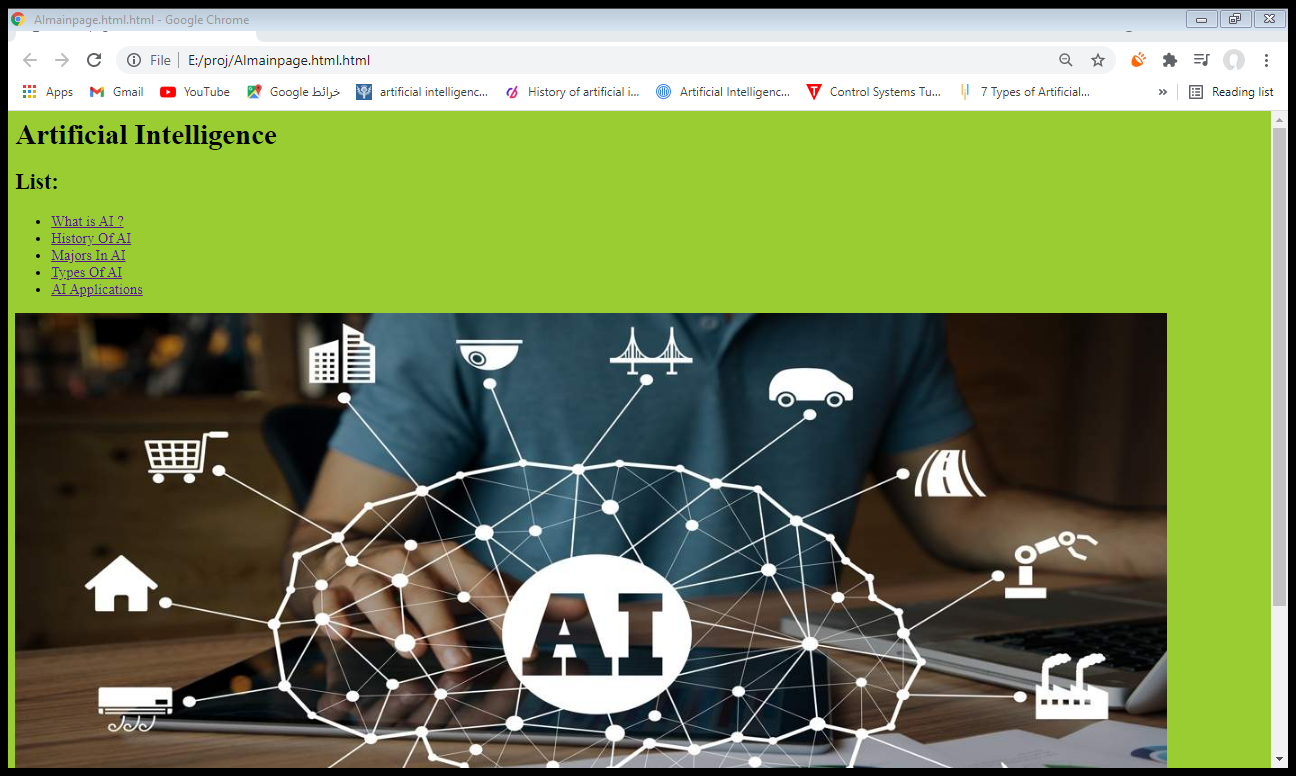 AImainpage.html.html - Google Chrome
File | E:/proj/AImainpage.html.html
Apps Gmail YouTube خرائط Google artificial intelligenc... History of artificial i... Artificial Intelligenc... Control Systems Tu... 7 Types of Artificial... » Reading list
Artificial Intelligence
List:
• What is AI ?
• History Of AI
• Majors In AI
• Types Of AI
• AI Applications
AI